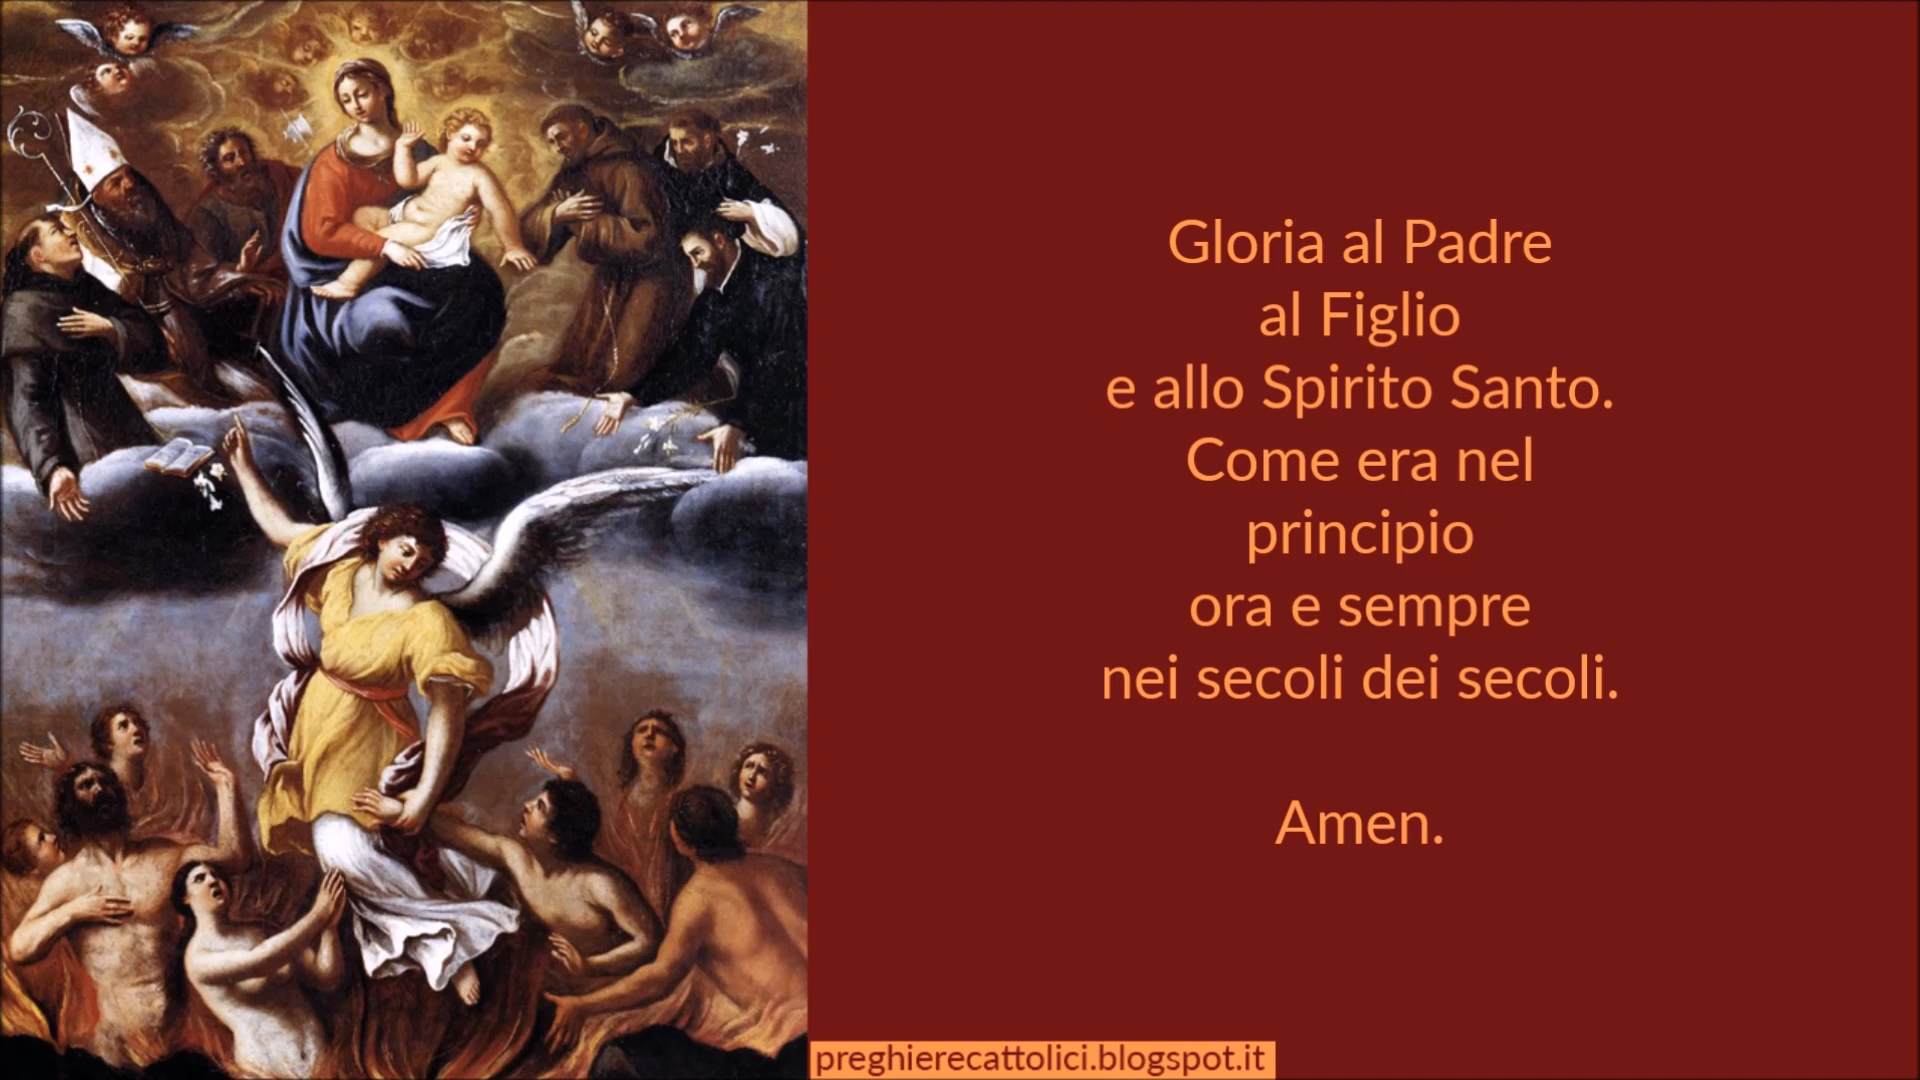 Gloria al Padre
al Figlio
e allo Spirito Santo.
Come era nel
principio
ora e sempre
nei secoli dei secoli.
Amen.
preghierecattolici.blogspot.it